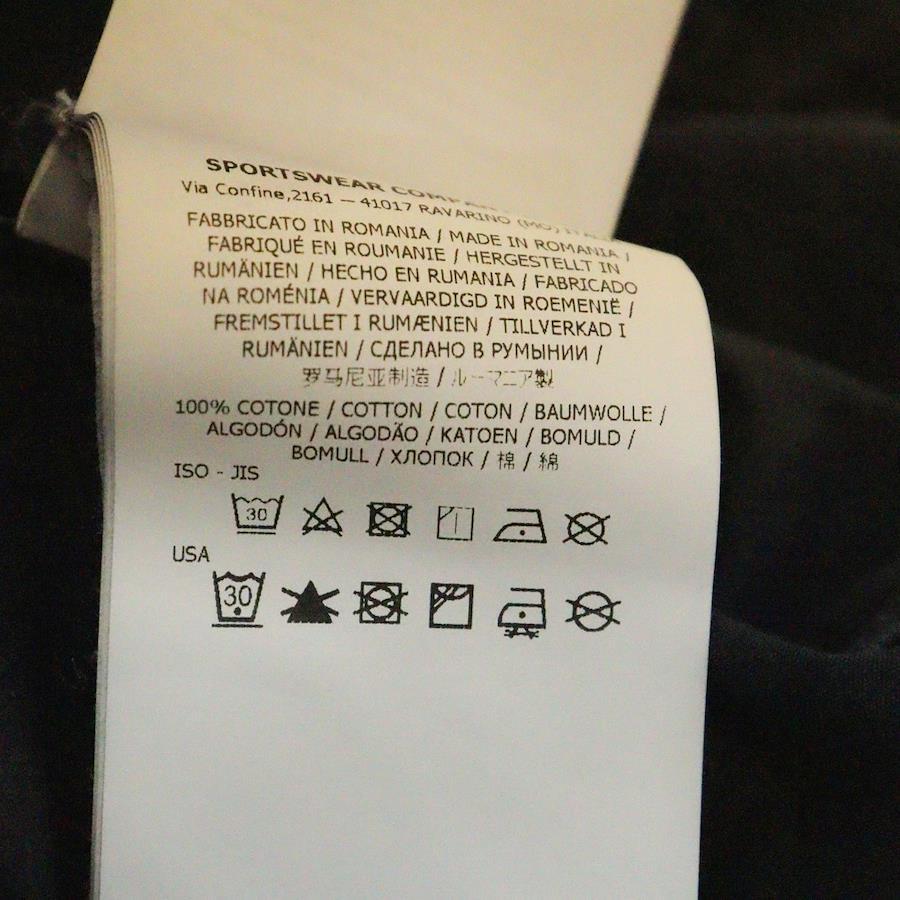 SPORTSWEAR
Via Confine,2161 — 41017 RAVARINO (MO)
FABBRICATO IN ROMANIA / MADE IN ROMANIA /
FABRIQUÉ EN ROUMANIE / HERGESTELLT IN
RUMÄNIEN / HECHO EN RUMANIA / FABRICADO
NA ROMÉNIA / VERVAARDIGD IN ROEMENIË /
FREMSTILLET I RUMÆNIEN / TILLVERKAD I
RUMÄNIEN / СДЕЛАНО В РУМЫНИИ /
罗马尼亚制造 / ルーマニア製
100% COTONE / COTTON / COTON / BAUMWOLLE /
ALGODÓN / ALGODÃO / KATOEN / BOMULD /
BOMULL / ХЛОПОК / 棉 / 綿
ISO - JIS
30
USA
30